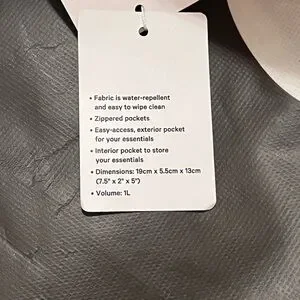 • Fabric is water-repellent
and easy to wipe clean
• Zippered pockets
• Easy-access, exterior pocket
for your essentials
• Interior pocket to store
your essentials
• Dimensions: 19cm x 5.5cm x 13cm
(7.5" x 2" x 5")
• Volume: 1L